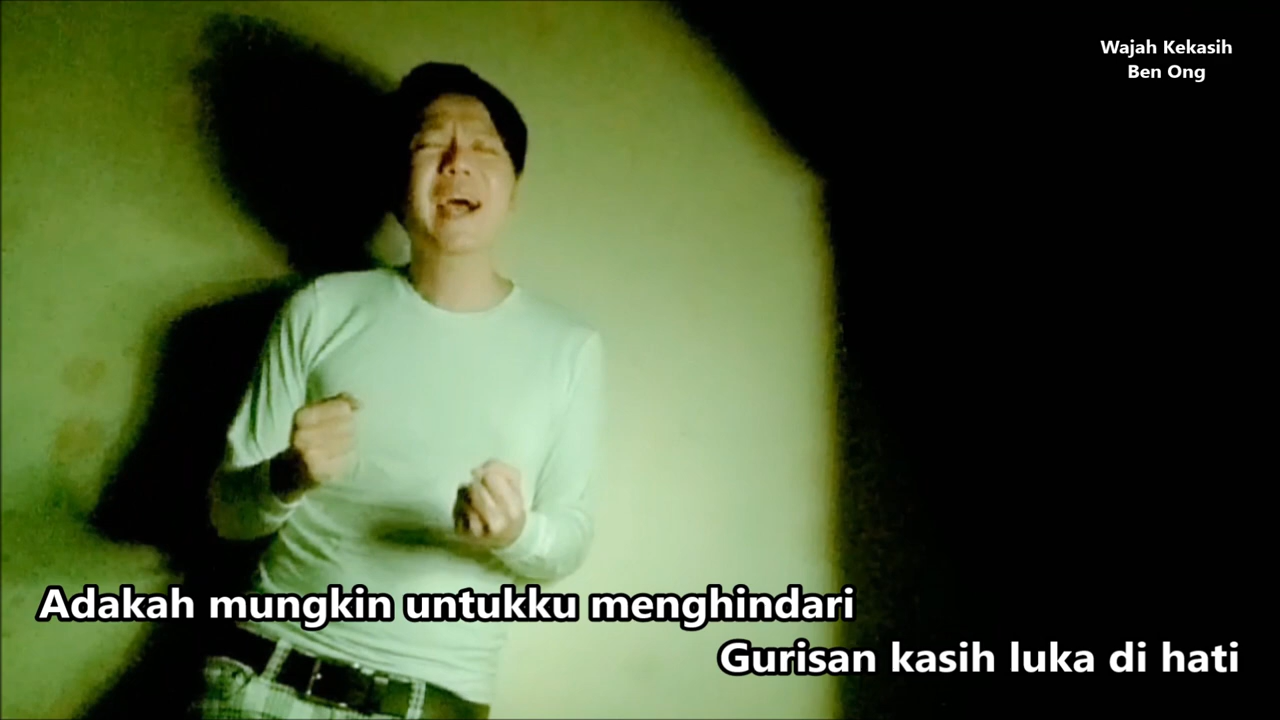 Wajah Kekasih
Ben Ong
Adakah mungkin untukku menghindari
Gurisan kasih luka di hati